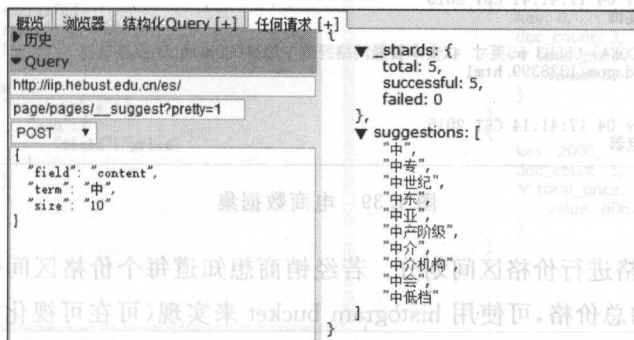 概览 浏览器 结构化Query [+] 任何请求 [+]
▶历史
▼Query
http://iip.hebust.edu.cn/es/
page/pages/__suggest?pretty=1
POST ▼
{
"field": "content",
"term": "中",
"size": "10"
}
{
▼ _shards: {
total: 5,
successful: 5,
failed: 0
},
▼ suggestions: [
"中",
"中专",
"中世纪",
"中东",
"中亚",
"中产阶级",
"中介",
"中介机构",
"中会",
"中低档"
]
}